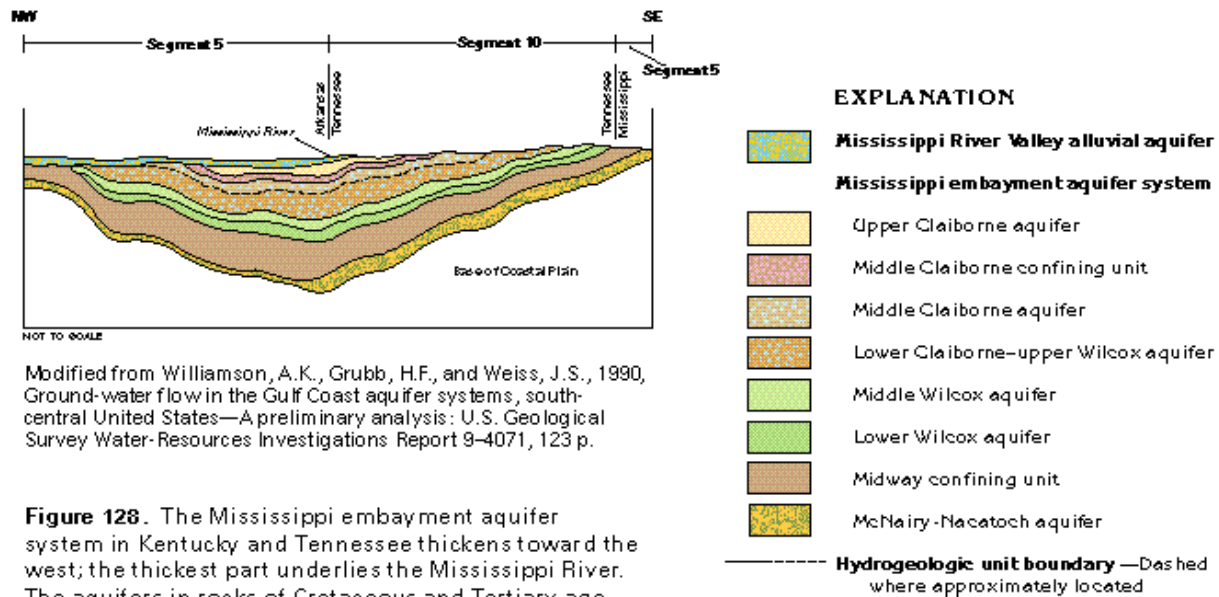 NW SE
Segment 5 Segment 10
Segment 5
Arkansas
Tennessee
Tennessee
Mississippi
Mississippi River
Base of Coastal Plain
NOT TO SCALE
Modified from Williamson, A.K., Grubb, H.F., and Weiss, J.S., 1990,
Ground-water flow in the Gulf Coast aquifer systems, south-
central United States—A preliminary analysis: U.S. Geological
Survey Water-Resources Investigations Report 9–4071, 123 p.
Figure 128. The Mississippi embayment aquifer
system in Kentucky and Tennessee thickens toward the
west; the thickest part underlies the Mississippi River.
The aquifers in rocks of Cretaceous and Tertiary age
EXPLANATION
Mississippi River Valley alluvial aquifer
Mississippi embayment aquifer system
Upper Claiborne aquifer
Middle Claiborne confining unit
Middle Claiborne aquifer
Lower Claiborne–upper Wilcox aquifer
Middle Wilcox aquifer
Lower Wilcox aquifer
Midway confining unit
McNairy-Nacatoch aquifer
Hydrogeologic unit boundary—Dashed
where approximately located